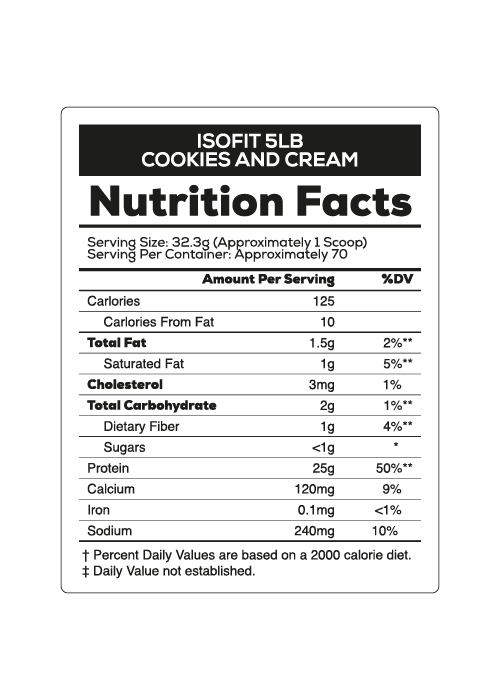 ISOFIT 5LB
COOKIES AND CREAM
Nutrition Facts
Serving Size: 32.3g (Approximately 1 Scoop)
Serving Per Container: Approximately 70
Amount Per Serving %DV
Carlories 125
Carlories From Fat 10
Total Fat 1.5g 2%**
Saturated Fat 1g 5%**
Cholesterol 3mg 1%
Total Carbohydrate 2g 1%**
Dietary Fiber 1g 4%**
Sugars <1g *
Protein 25g 50%**
Calcium 120mg 9%
Iron 0.1mg <1%
Sodium 240mg 10%
† Percent Daily Values are based on a 2000 calorie diet.
‡ Daily Value not established.